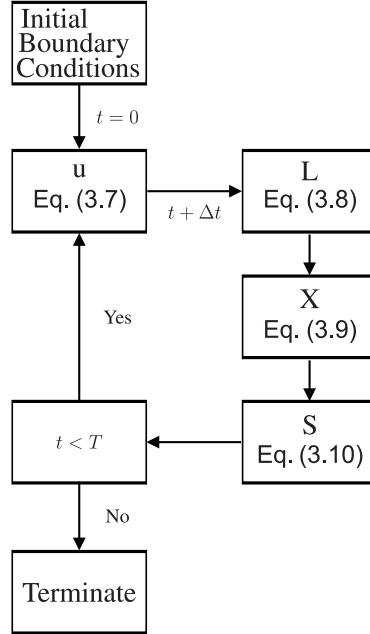 Initial
Boundary
Conditions
t = 0
u
Eq. (3.7)
t + Δt
L
Eq. (3.8)
X
Eq. (3.9)
S
Eq. (3.10)
t < T
Yes
No
Terminate